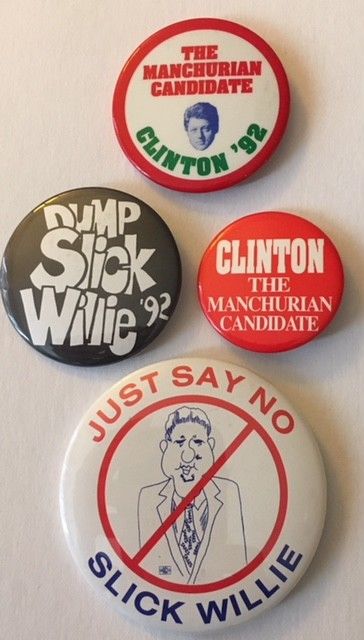 THE
MANCHURIAN
CANDIDATE
CLINTON '92
DUMP
Slick
Willie '92
CLINTON
THE
MANCHURIAN
CANDIDATE
JUST SAY NO
SLICK WILLIE